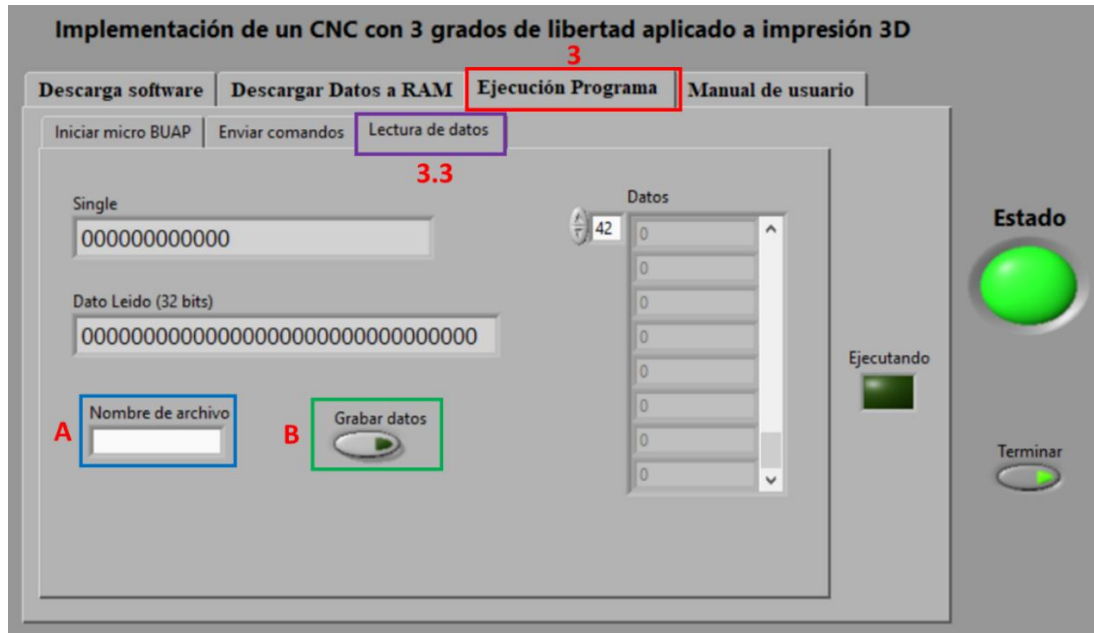 Implementación de un CNC con 3 grados de libertad aplicado a impresión 3D
3
Descarga software
Descargar Datos a RAM
Ejecución Programa
Manual de usuario
Iniciar micro BUAP
Enviar comandos
Lectura de datos
3.3
Single
000000000000
Dato Leido (32 bits)
00000000000000000000000000000000
A
Nombre de archivo
B
Grabar datos
Datos
42
0
0
0
0
0
0
0
0
Ejecutando
Estado
Terminar